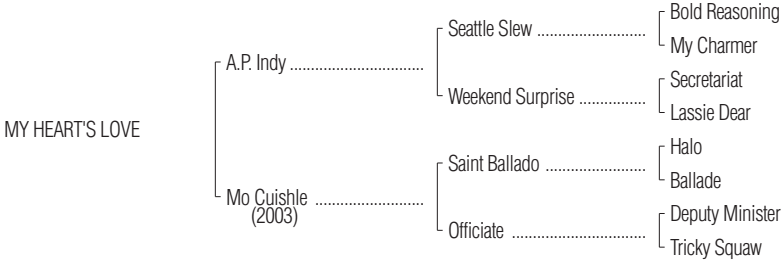 Bold Reasoning
Seattle Slew ..........................
My Charmer
A.P. Indy ................................
Secretariat
Weekend Surprise ................
Lassie Dear
MY HEART'S LOVE
Halo
Saint Ballado ........................
Ballade
Mo Cuishle ..........................
(2003)
Deputy Minister
Officiate ................................
Tricky Squaw